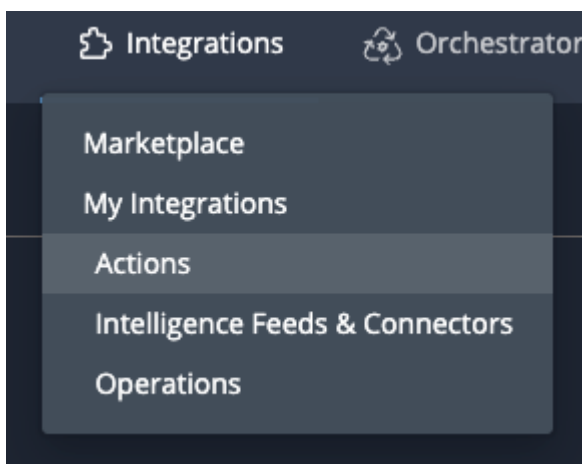 Integrations Orchestrator
Marketplace
My Integrations
Actions
Intelligence Feeds & Connectors
Operations